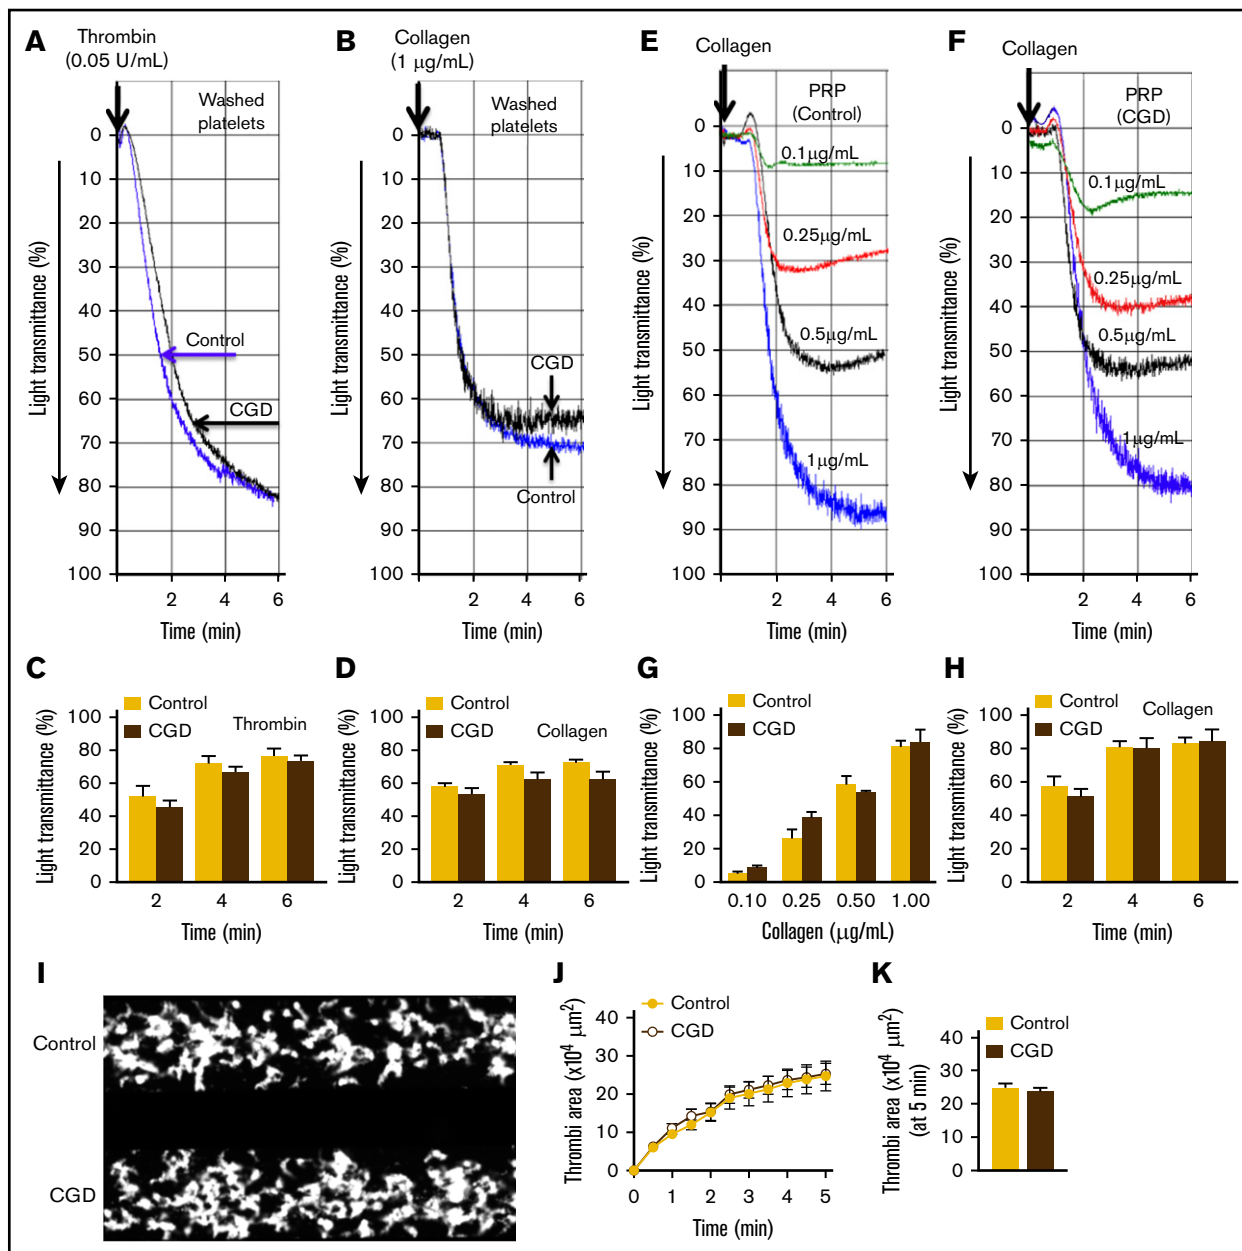 A
Thrombin
(0.05 U/mL)
Washed
platelets
0
10
20
30
40
50
60
70
80
90
100
Light transmittance (%)
Control
CGD
2
4
6
Time (min)
B
Collagen
(1 μg/mL)
Washed
platelets
0
10
20
30
40
50
60
70
80
90
100
Light transmittance (%)
CGD
Control
2
4
6
Time (min)
E
Collagen
PRP
(Control)
0
10
20
30
40
50
60
70
80
90
100
Light transmittance (%)
0.1μg/mL
0.25μg/mL
0.5μg/mL
1μg/mL
2
4
6
Time (min)
F
Collagen
PRP
(CGD)
0
10
20
30
40
50
60
70
80
90
100
Light transmittance (%)
0.1μg/mL
0.25μg/mL
0.5μg/mL
1μg/mL
2
4
6
Time (min)
C
Control
CGD
Thrombin
100
80
60
40
20
0
Light transmittance (%)
2
4
6
Time (min)
D
Control
CGD
Collagen
100
80
60
40
20
0
Light transmittance (%)
2
4
6
Time (min)
G
Control
CGD
100
80
60
40
20
0
Light transmittance (%)
0.10
0.25
0.50
1.00
Collagen (μg/mL)
H
Control
CGD
Collagen
100
80
60
40
20
0
Light transmittance (%)
2
4
6
Time (min)
I
Control
CGD
J
Control
CGD
40
30
20
10
0
Thrombi area (x10⁴ μm²)
0
1
2
3
4
5
Time (min)
K
Control
CGD
40
30
20
10
0
Thrombi area (x10⁴ μm²)
(at 5 min)